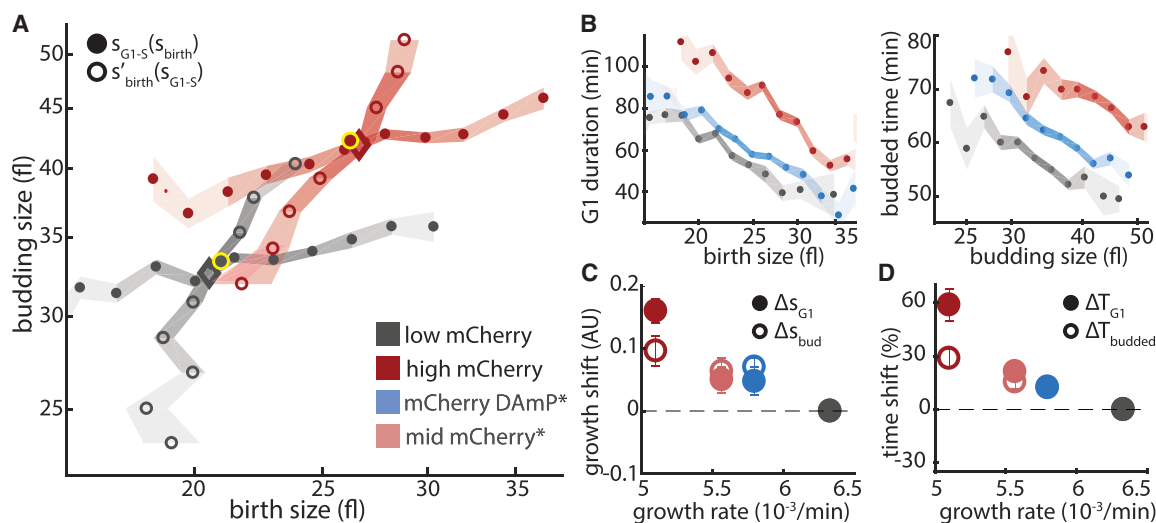 A
s_G1-S(s_birth)
s'_birth(s_G1-S)
50
45
40
35
30
25
budding size (fl)
low mCherry
high mCherry
mCherry DAmP*
mid mCherry*
20
25
30
35
birth size (fl)
B
100
80
60
40
G1 duration (min)
20
25
30
35
birth size (fl)
80
70
60
50
budded time (min)
25
30
40
50
budding size (fl)
C
0.2
0.1
0
-0.1
growth shift (AU)
Δs_G1
Δs_bud
5
5.5
6
6.5
growth rate (10^-3/min)
D
60
30
0
-30
time shift (%)
ΔT_G1
ΔT_budded
5
5.5
6
6.5
growth rate (10^-3/min)